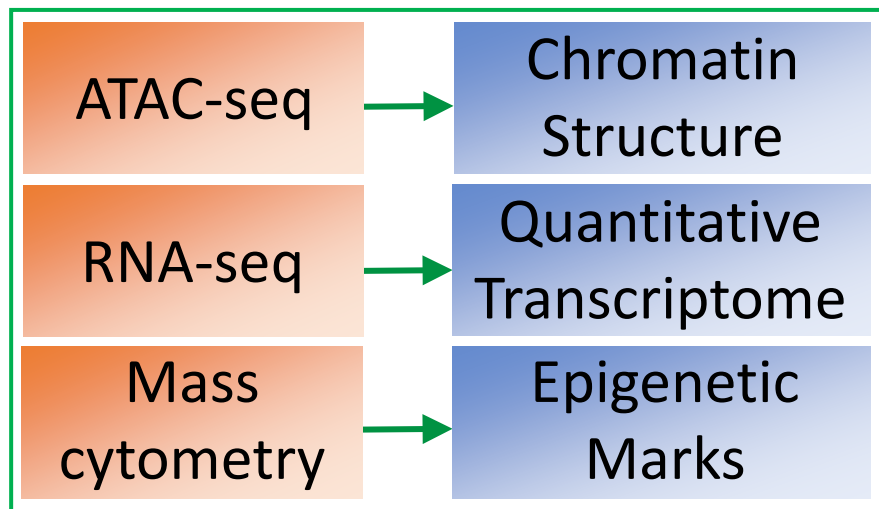 ATAC-seq
Chromatin
Structure
RNA-seq
Quantitative
Transcriptome
Mass
cytometry
Epigenetic
Marks